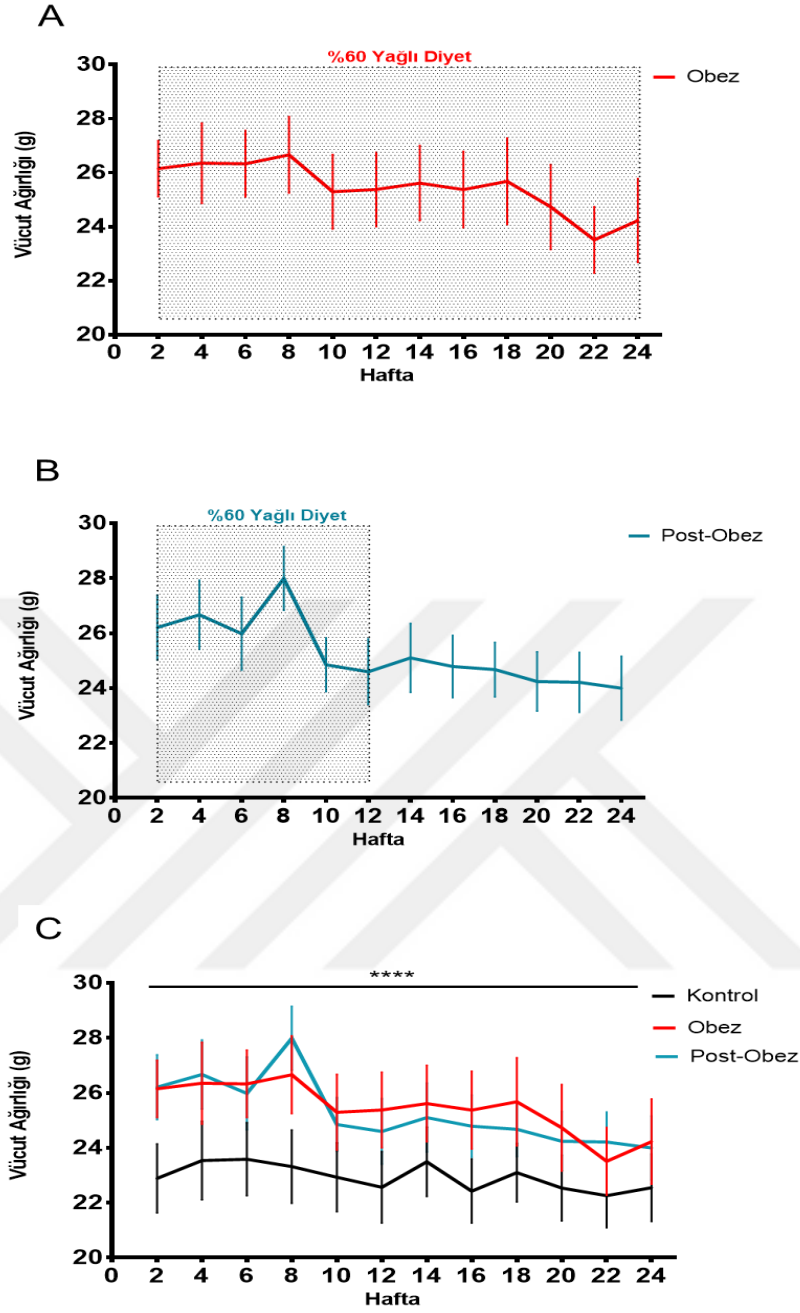 A
%60 Yağlı Diyet
Obez
Vücut Ağırlığı (g)
30
28
26
24
22
20
0 2 4 6 8 10 12 14 16 18 20 22 24
Hafta
B
%60 Yağlı Diyet
Post-Obez
Vücut Ağırlığı (g)
30
28
26
24
22
20
0 2 4 6 8 10 12 14 16 18 20 22 24
Hafta
C
****
Kontrol
Obez
Post-Obez
Vücut Ağırlığı (g)
30
28
26
24
22
20
0 2 4 6 8 10 12 14 16 18 20 22 24
Hafta